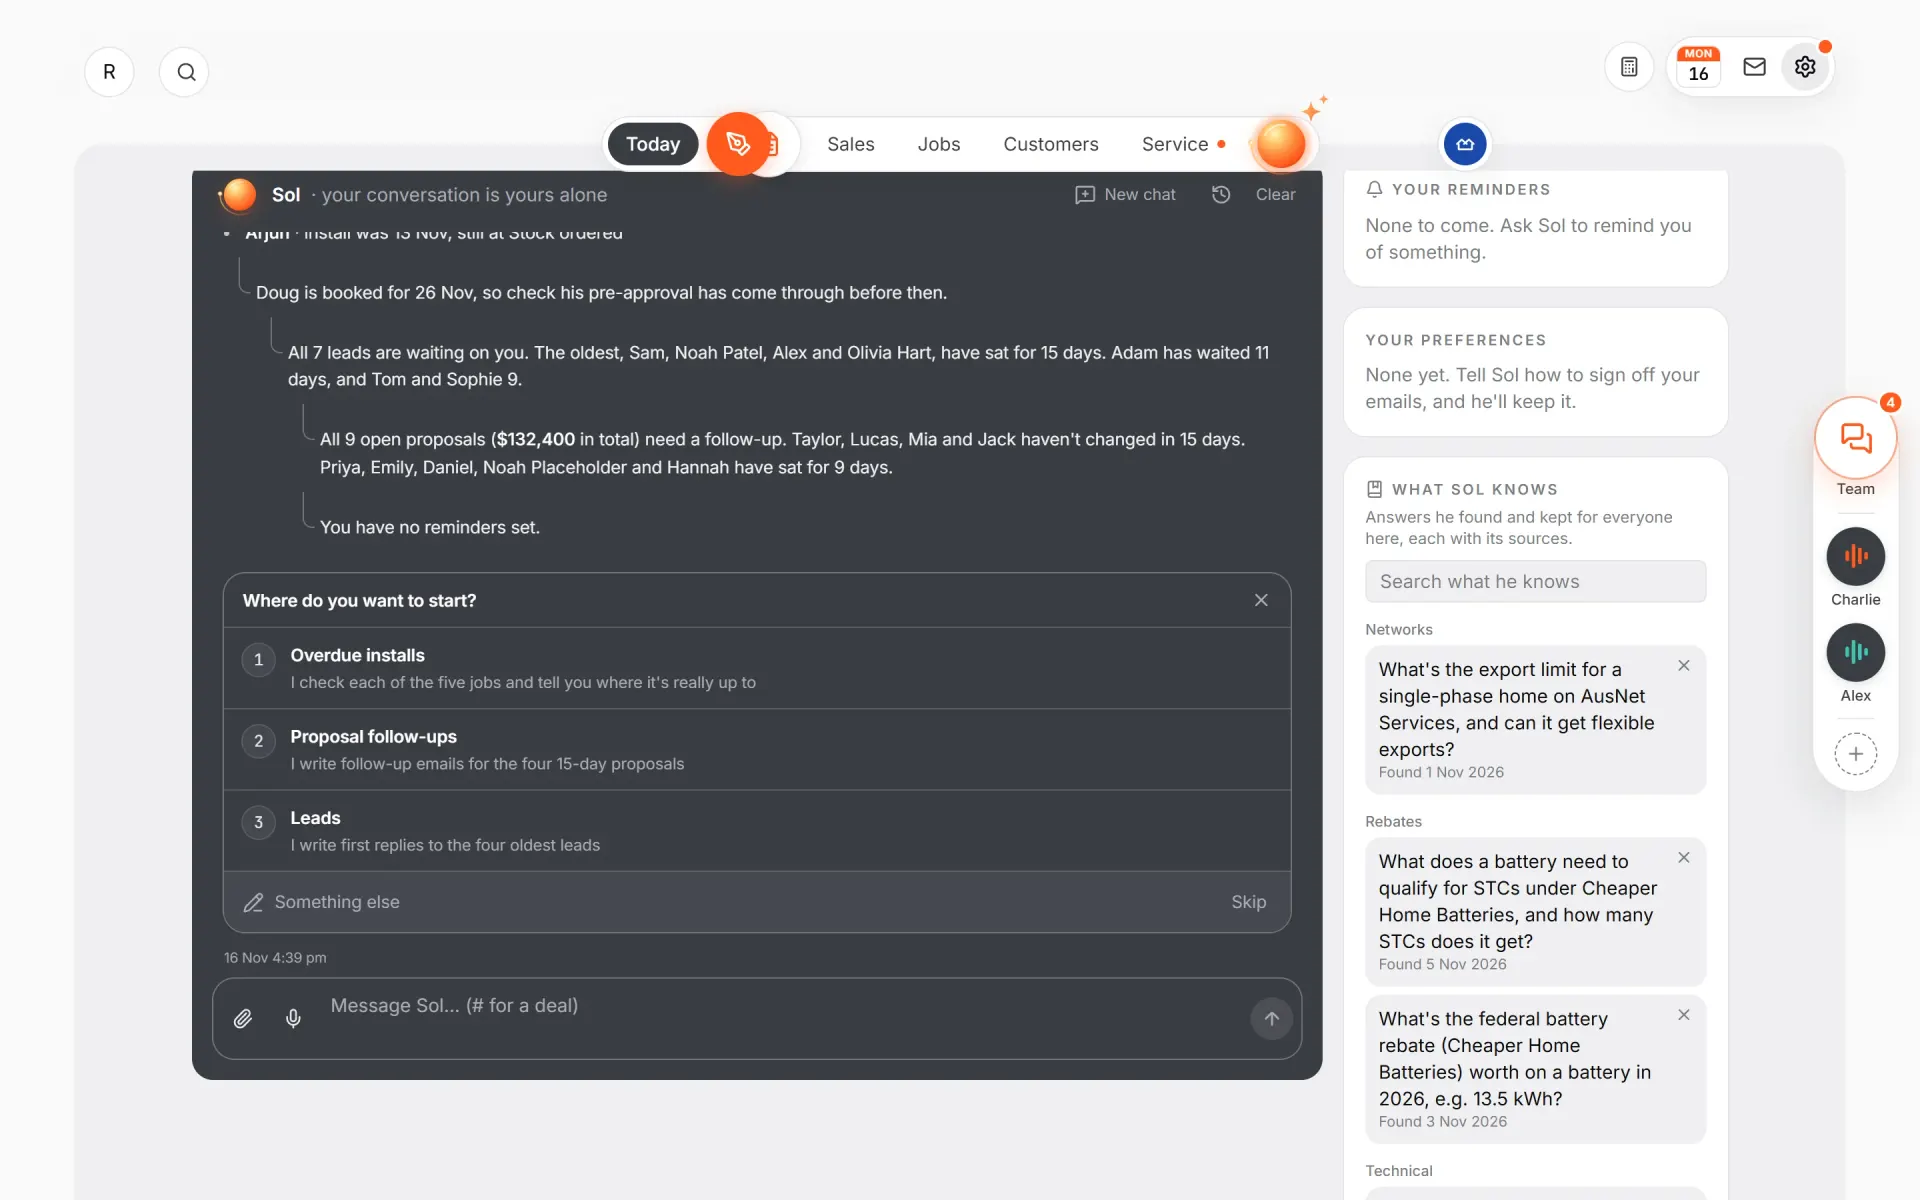 R
MON
16
Today
Sales
Jobs
Customers
Service
Sol · your conversation is yours alone
New chat
Clear
Arjun · Install was 13 Nov, still at Stock ordered
Doug is booked for 26 Nov, so check his pre-approval has come through before then.
All 7 leads are waiting on you. The oldest, Sam, Noah Patel, Alex and Olivia Hart, have sat for 15 days. Adam has waited 11
days, and Tom and Sophie 9.
All 9 open proposals ($132,400 in total) need a follow-up. Taylor, Lucas, Mia and Jack haven't changed in 15 days.
Priya, Emily, Daniel, Noah Placeholder and Hannah have sat for 9 days.
You have no reminders set.
Where do you want to start?
1
Overdue installs
I check each of the five jobs and tell you where it's really up to
2
Proposal follow-ups
I write follow-up emails for the four 15-day proposals
3
Leads
I write first replies to the four oldest leads
Something else
Skip
16 Nov 4:39 pm
Message Sol... (# for a deal)
YOUR REMINDERS
None to come. Ask Sol to remind you
of something.
YOUR PREFERENCES
None yet. Tell Sol how to sign off your
emails, and he'll keep it.
WHAT SOL KNOWS
Answers he found and kept for everyone
here, each with its sources.
Search what he knows
Networks
What's the export limit for a
single-phase home on AusNet
Services, and can it get flexible
exports?
Found 1 Nov 2026
Rebates
What does a battery need to
qualify for STCs under Cheaper
Home Batteries, and how many
STCs does it get?
Found 5 Nov 2026
What's the federal battery
rebate (Cheaper Home
Batteries) worth on a battery in
2026, e.g. 13.5 kWh?
Found 3 Nov 2026
Technical
4
Team
Charlie
Alex